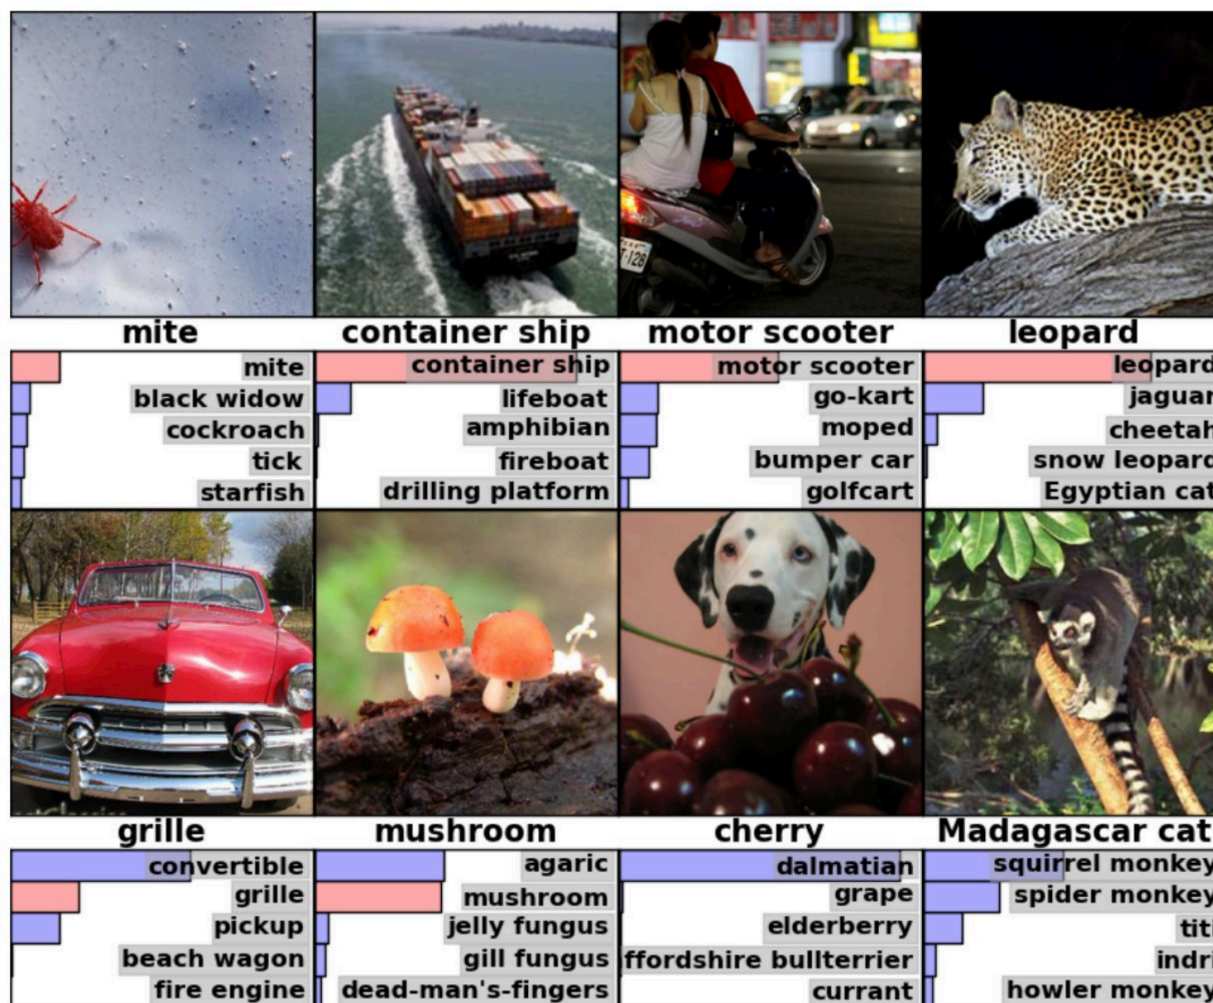 T-128
mite
container ship
motor scooter
leopard
mite
black widow
cockroach
tick
starfish
container ship
lifeboat
amphibian
fireboat
drilling platform
motor scooter
go-kart
moped
bumper car
golfcart
leopard
jaguar
cheetah
snow leopard
Egyptian cat
grille
mushroom
cherry
Madagascar cat
convertible
grille
pickup
beach wagon
fire engine
agaric
mushroom
jelly fungus
gill fungus
dead-man's-fingers
dalmatian
grape
elderberry
ffordshire bullterrier
currant
squirrel monkey
spider monkey
titi
indri
howler monkey